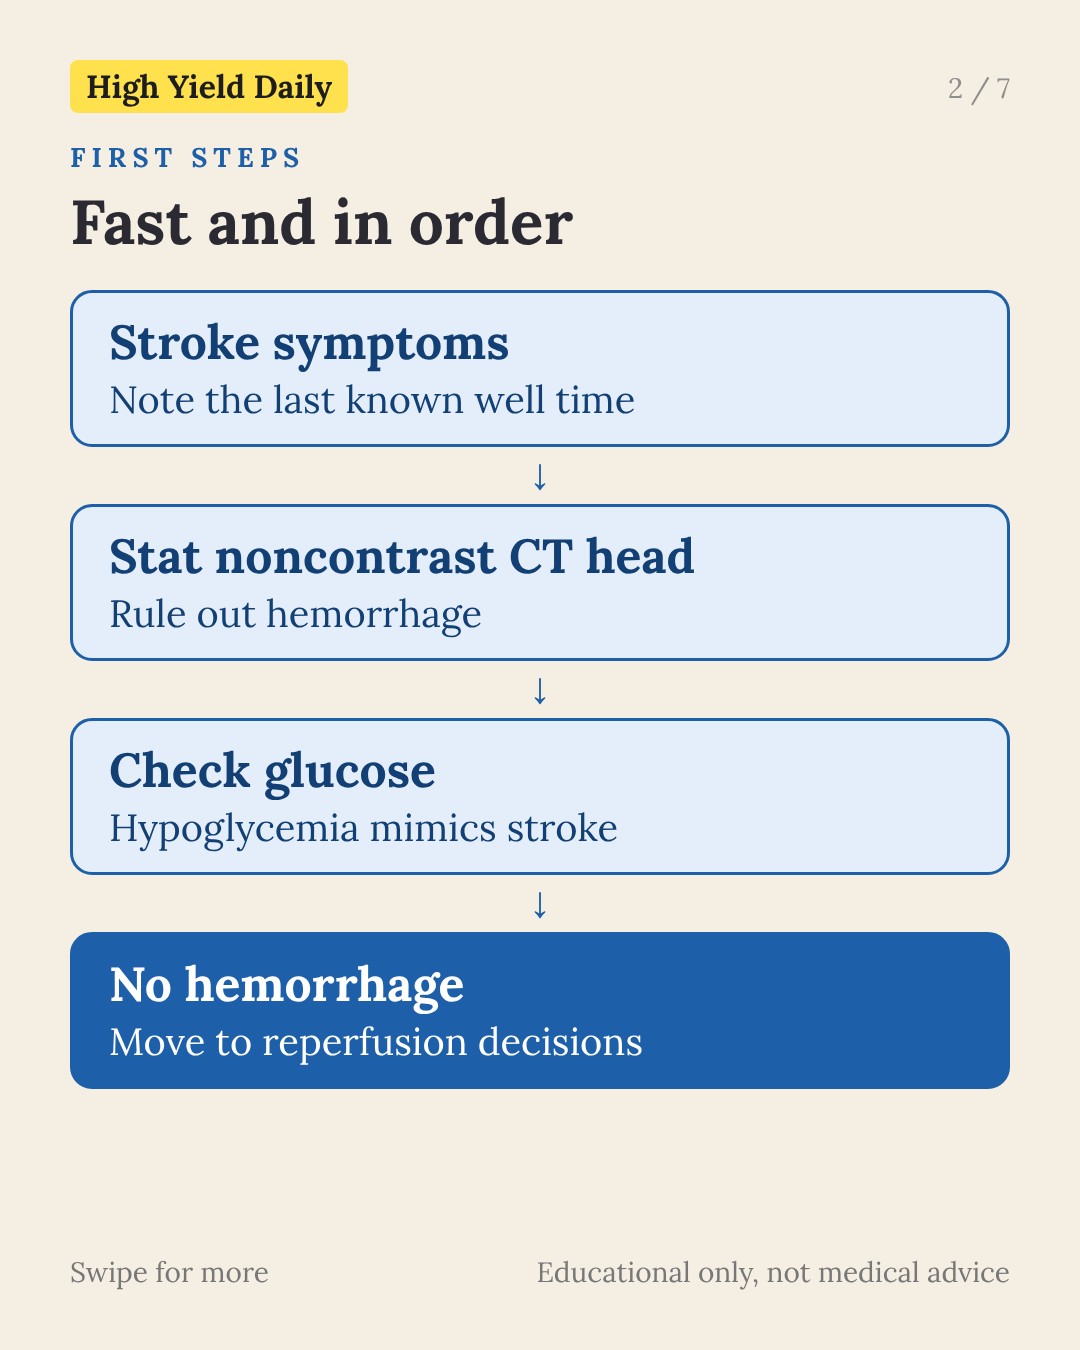 High Yield Daily
2 / 7
FIRST STEPS
Fast and in order
Stroke symptoms
Note the last known well time
↓
Stat noncontrast CT head
Rule out hemorrhage
↓
Check glucose
Hypoglycemia mimics stroke
↓
No hemorrhage
Move to reperfusion decisions
Swipe for more
Educational only, not medical advice